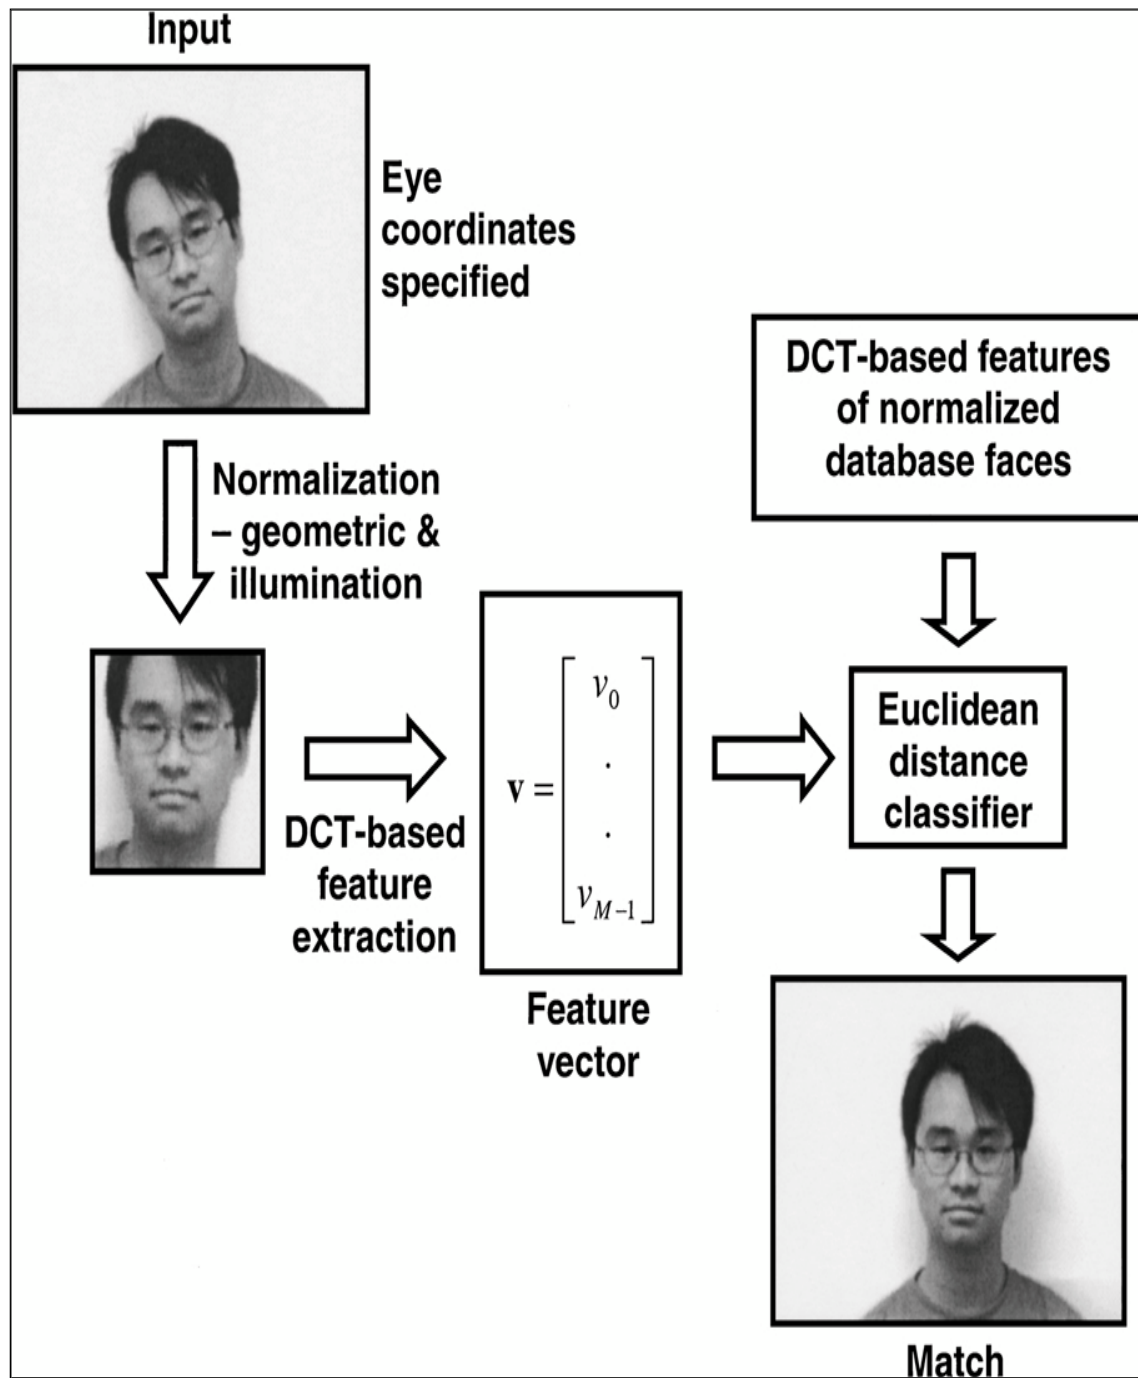 Input
Eye
coordinates
specified
Normalization
– geometric &
illumination
DCT-based
feature
extraction
v = [ v0
.
.
vM–1 ]
Feature
vector
DCT-based features
of normalized
database faces
Euclidean
distance
classifier
Match